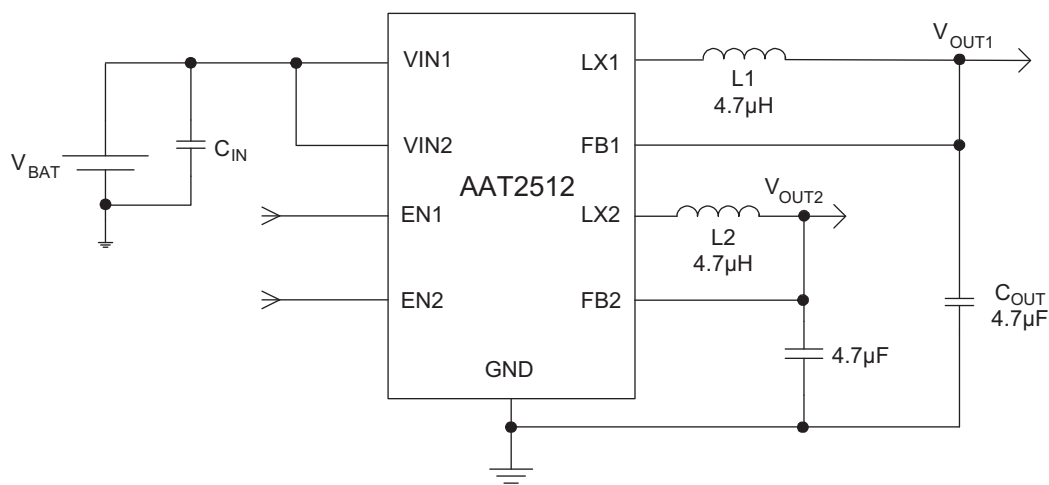 V_OUT1
VIN1
LX1
L1
4.7µH
C_IN
VIN2
FB1
V_BAT
AAT2512
V_OUT2
EN1
LX2
L2
4.7µH
EN2
FB2
C_OUT
4.7µF
4.7µF
GND